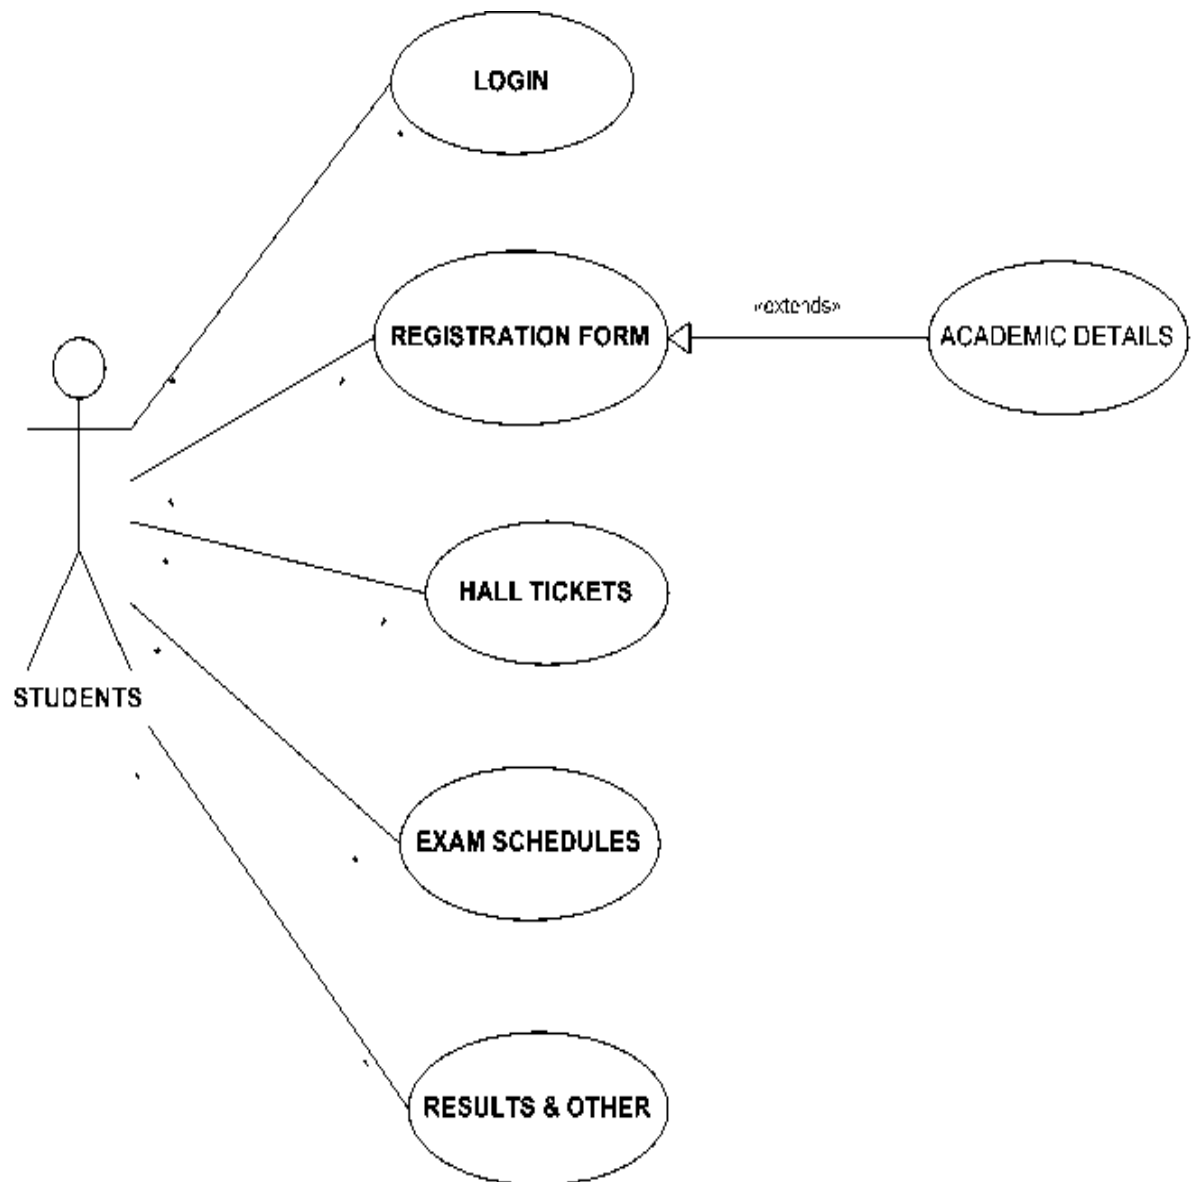 LOGIN
REGISTRATION FORM
«extends»
ACADEMIC DETAILS
HALL TICKETS
STUDENTS
EXAM SCHEDULES
RESULTS & OTHER